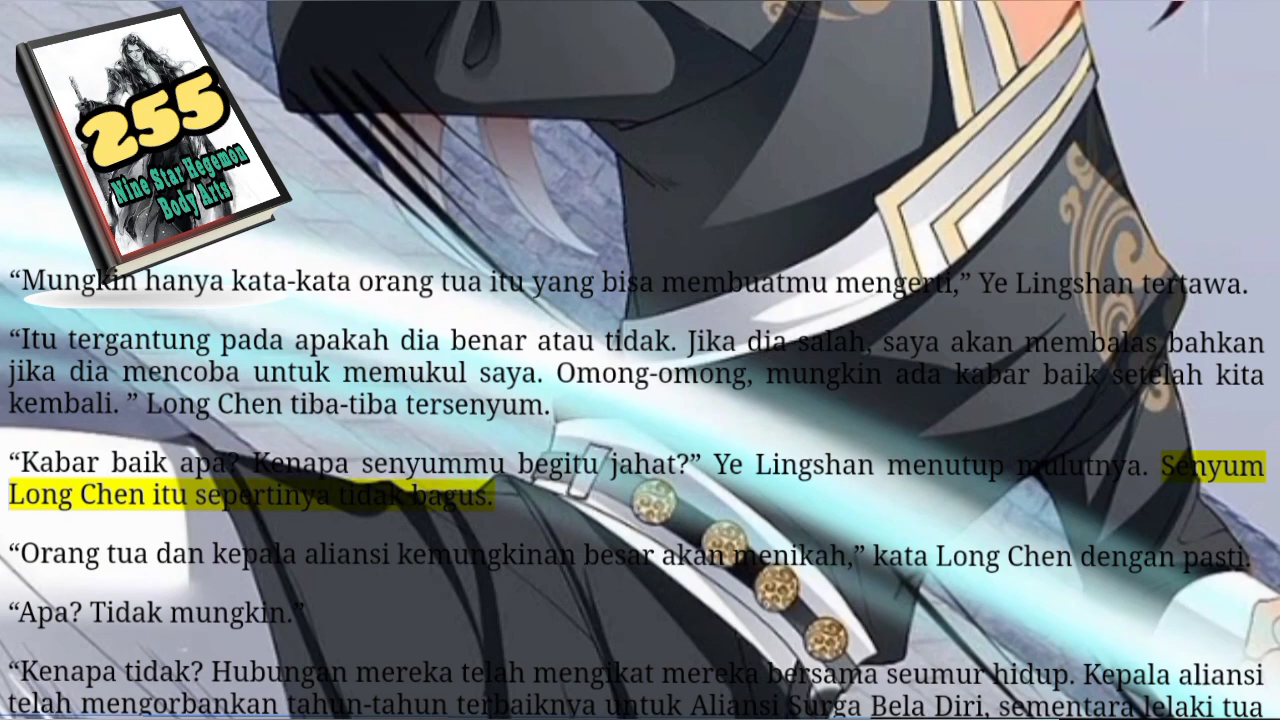 255
Nine Star Hegemon
Body Arts
“Mungkin hanya kata-kata orang tua itu yang bisa membuatmu mengerti,” Ye Lingshan tertawa.
“Itu tergantung pada apakah dia benar atau tidak. Jika dia salah, saya akan membalas bahkan
jika dia mencoba untuk memukul saya. Omong-omong, mungkin ada kabar baik setelah kita
kembali. ” Long Chen tiba-tiba tersenyum.
“Kabar baik apa? Kenapa senyummu begitu jahat?” Ye Lingshan menutup mulutnya. Senyum
Long Chen itu sepertinya tidak bagus.
“Orang tua dan kepala aliansi kemungkinan besar akan menikah,” kata Long Chen dengan pasti.
“Apa? Tidak mungkin.”
“Kenapa tidak? Hubungan mereka telah mengikat mereka bersama seumur hidup. Kepala aliansi
telah mengorbankan tahun-tahun terbaiknya untuk Aliansi Surga Bela Diri, sementara lelaki tua